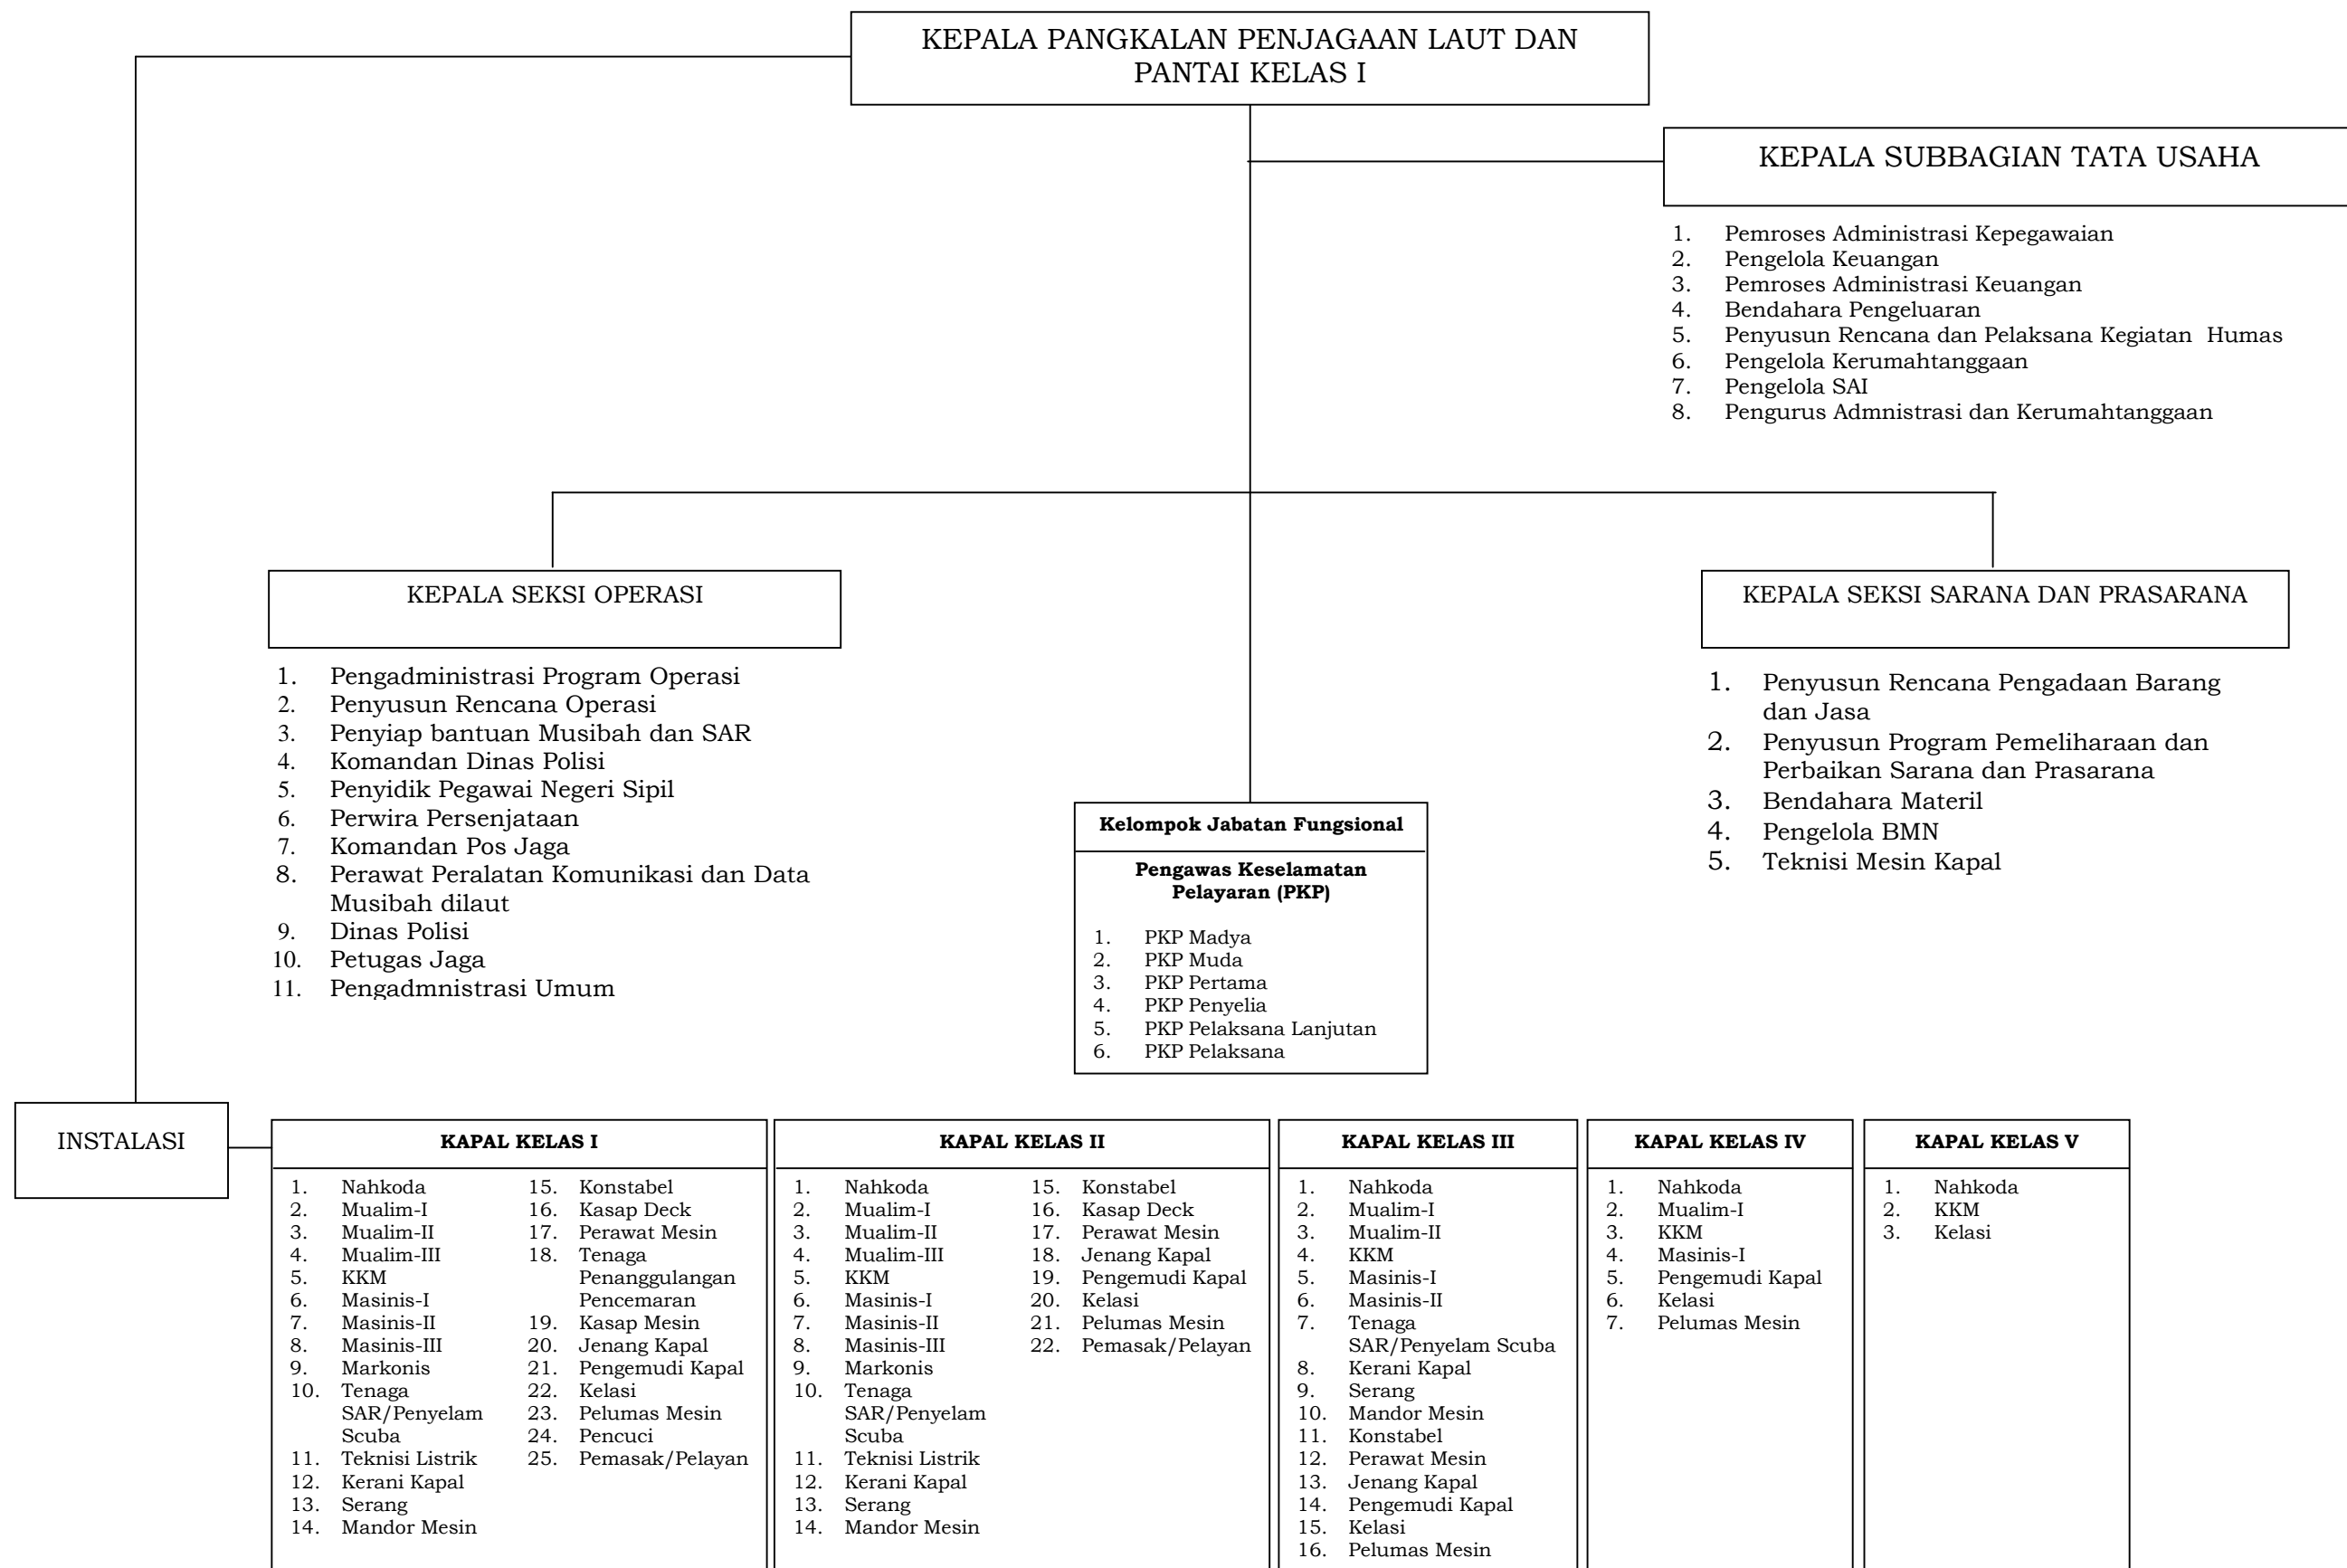 KEPALA PANGKALAN PENJAGAAN LAUT DAN
PANTAI KELAS I
KEPALA SUBBAGIAN TATA USAHA
1. Pemroses Administrasi Kepegawaian
2. Pengelola Keuangan
3. Pemroses Administrasi Keuangan
4. Bendahara Pengeluaran
5. Penyusun Rencana dan Pelaksana Kegiatan Humas
6. Pengelola Kerumahtanggaan
7. Pengelola SAI
8. Pengurus Admnistrasi dan Kerumahtanggaan
KEPALA SEKSI OPERASI
1. Pengadministrasi Program Operasi
2. Penyusun Rencana Operasi
3. Penyiap bantuan Musibah dan SAR
4. Komandan Dinas Polisi
5. Penyidik Pegawai Negeri Sipil
6. Perwira Persenjataan
7. Komandan Pos Jaga
8. Perawat Peralatan Komunikasi dan Data
Musibah dilaut
9. Dinas Polisi
10. Petugas Jaga
11. Pengadmnistrasi Umum
KEPALA SEKSI SARANA DAN PRASARANA
1. Penyusun Rencana Pengadaan Barang
dan Jasa
2. Penyusun Program Pemeliharaan dan
Perbaikan Sarana dan Prasarana
3. Bendahara Materil
4. Pengelola BMN
5. Teknisi Mesin Kapal
Kelompok Jabatan Fungsional
Pengawas Keselamatan
Pelayaran (PKP)
1. PKP Madya
2. PKP Muda
3. PKP Pertama
4. PKP Penyelia
5. PKP Pelaksana Lanjutan
6. PKP Pelaksana
INSTALASI
KAPAL KELAS I
1. Nahkoda
2. Mualim-I
3. Mualim-II
4. Mualim-III
5. KKM
6. Masinis-I
7. Masinis-II
8. Masinis-III
9. Markonis
10. Tenaga
SAR/Penyelam
Scuba
11. Teknisi Listrik
12. Kerani Kapal
13. Serang
14. Mandor Mesin
15. Konstabel
16. Kasap Deck
17. Perawat Mesin
18. Tenaga
Penanggulangan
Pencemaran
19. Kasap Mesin
20. Jenang Kapal
21. Pengemudi Kapal
22. Kelasi
23. Pelumas Mesin
24. Pencuci
25. Pemasak/Pelayan
KAPAL KELAS II
1. Nahkoda
2. Mualim-I
3. Mualim-II
4. Mualim-III
5. KKM
6. Masinis-I
7. Masinis-II
8. Masinis-III
9. Markonis
10. Tenaga
SAR/Penyelam
Scuba
11. Teknisi Listrik
12. Kerani Kapal
13. Serang
14. Mandor Mesin
15. Konstabel
16. Kasap Deck
17. Perawat Mesin
18. Jenang Kapal
19. Pengemudi Kapal
20. Kelasi
21. Pelumas Mesin
22. Pemasak/Pelayan
KAPAL KELAS III
1. Nahkoda
2. Mualim-I
3. Mualim-II
4. KKM
5. Masinis-I
6. Masinis-II
7. Tenaga
SAR/Penyelam Scuba
8. Kerani Kapal
9. Serang
10. Mandor Mesin
11. Konstabel
12. Perawat Mesin
13. Jenang Kapal
14. Pengemudi Kapal
15. Kelasi
16. Pelumas Mesin
KAPAL KELAS IV
1. Nahkoda
2. Mualim-I
3. KKM
4. Masinis-I
5. Pengemudi Kapal
6. Kelasi
7. Pelumas Mesin
KAPAL KELAS V
1. Nahkoda
2. KKM
3. Kelasi